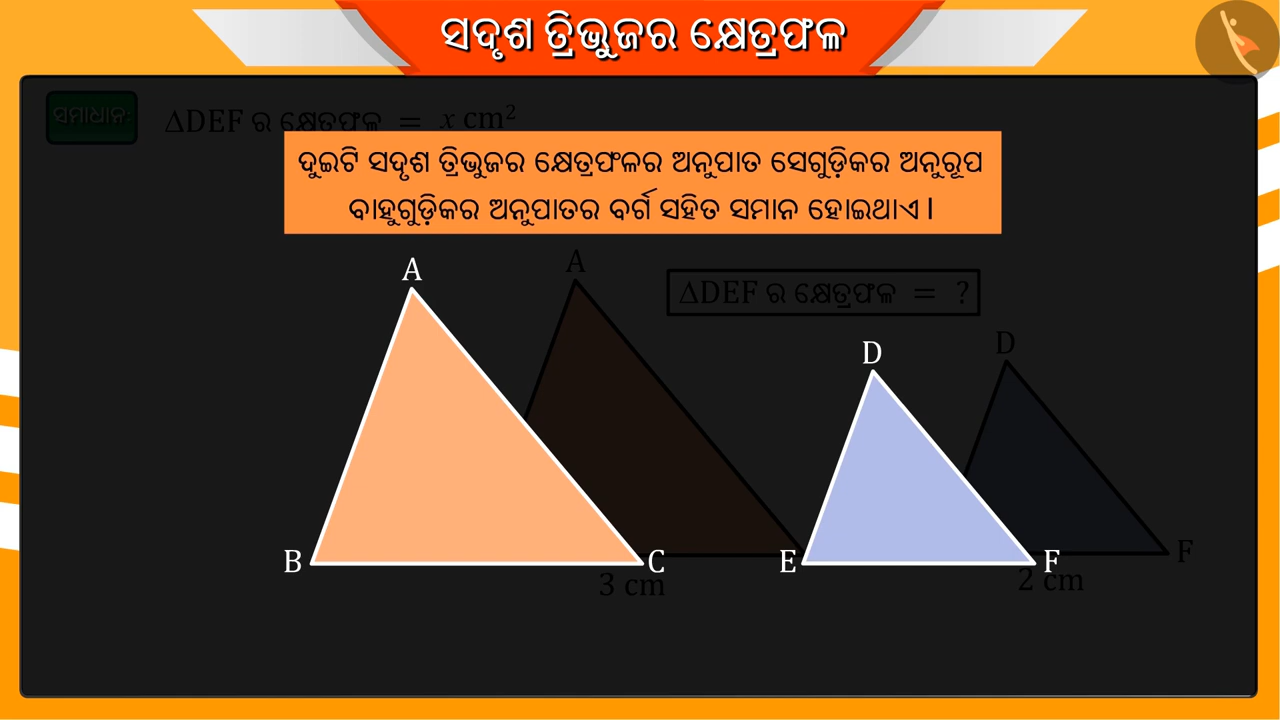 ସଦୃଶ ତ୍ରିଭୁଜର କ୍ଷେତ୍ରଫଳ
ସମାଧାନ:
ΔDEF ର କ୍ଷେତ୍ରଫଳ = x cm²
ଦୁଇଟି ସଦୃଶ ତ୍ରିଭୁଜର କ୍ଷେତ୍ରଫଳର ଅନୁପାତ ସେଗୁଡ଼ିକର ଅନୁରୂପ
ବାହୁଗୁଡ଼ିକର ଅନୁପାତର ବର୍ଗ ସହିତ ସମାନ ହୋଇଥାଏ।
A
A
ΔDEF ର କ୍ଷେତ୍ରଫଳ = ?
D
D
B
C
E
F
F
3 cm
2 cm